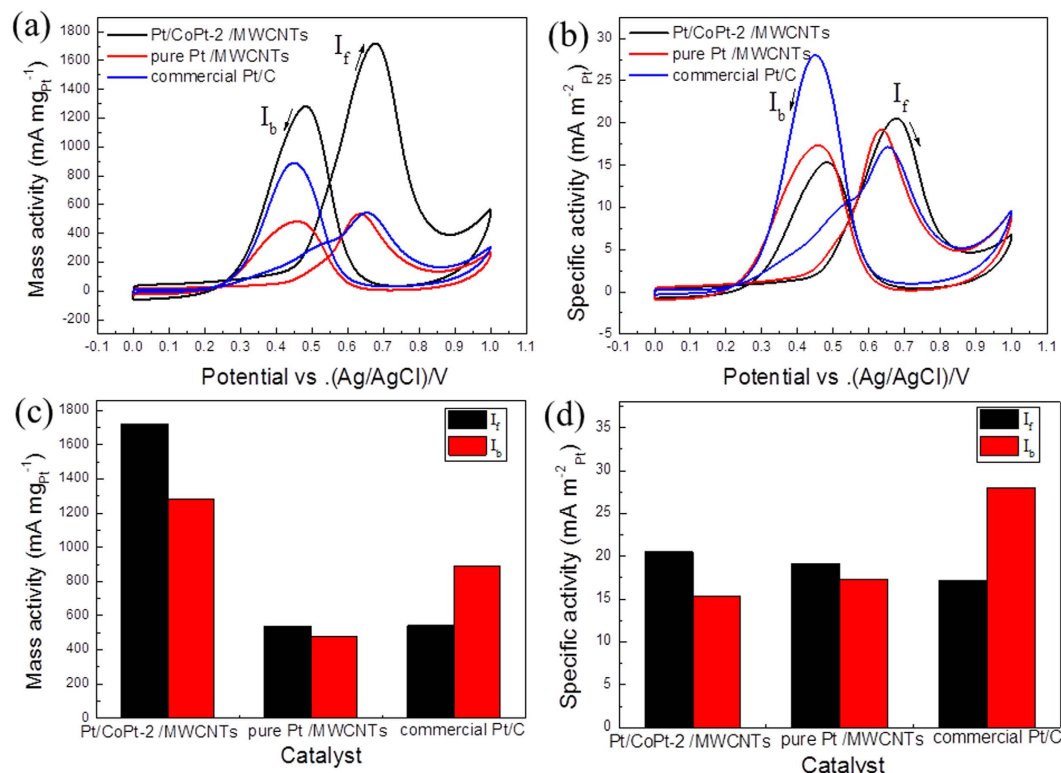 (a)
Pt/CoPt-2 /MWCNTs
pure Pt /MWCNTs
commercial Pt/C
I_f
I_b
1800
1600
1400
1200
1000
800
600
400
200
0
-200
Mass activity (mA mg_Pt^-1)
-0.1 0.0 0.1 0.2 0.3 0.4 0.5 0.6 0.7 0.8 0.9 1.0 1.1
Potential vs .(Ag/AgCl)/V
(b)
Pt/CoPt-2 /MWCNTs
pure Pt /MWCNTs
commercial Pt/C
I_b
I_f
30
25
20
15
10
5
0
-5
Specific activity (mA m^-2_Pt)
-0.1 0.0 0.1 0.2 0.3 0.4 0.5 0.6 0.7 0.8 0.9 1.0 1.1
Potential vs .(Ag/AgCl)/V
(c)
I_f
I_b
1800
1600
1400
1200
1000
800
600
400
200
0
Mass activity (mA mg_Pt^-1)
Pt/CoPt-2 /MWCNTs pure Pt /MWCNTs commercial Pt/C
Catalyst
(d)
I_f
I_b
35
30
25
20
15
10
5
0
Specific activity (mA m^-2_Pt)
Pt/CoPt-2 /MWCNTs pure Pt /MWCNTs commercial Pt/C
Catalyst